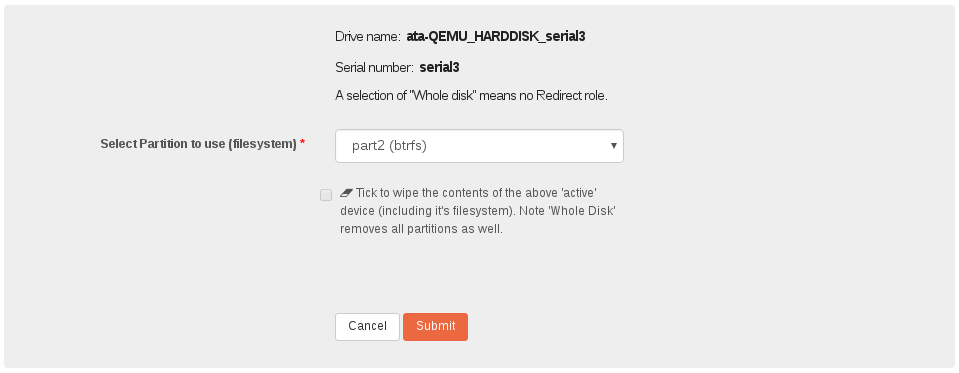 Drive name: ata-QEMU_HARDDISK_serial3
Serial number: serial3
A selection of "Whole disk" means no Redirect role.
Select Partition to use (filesystem) *
part2 (btrfs)
Tick to wipe the contents of the above 'active'
device (including it's filesystem). Note 'Whole Disk'
removes all partitions as well.
Cancel Submit